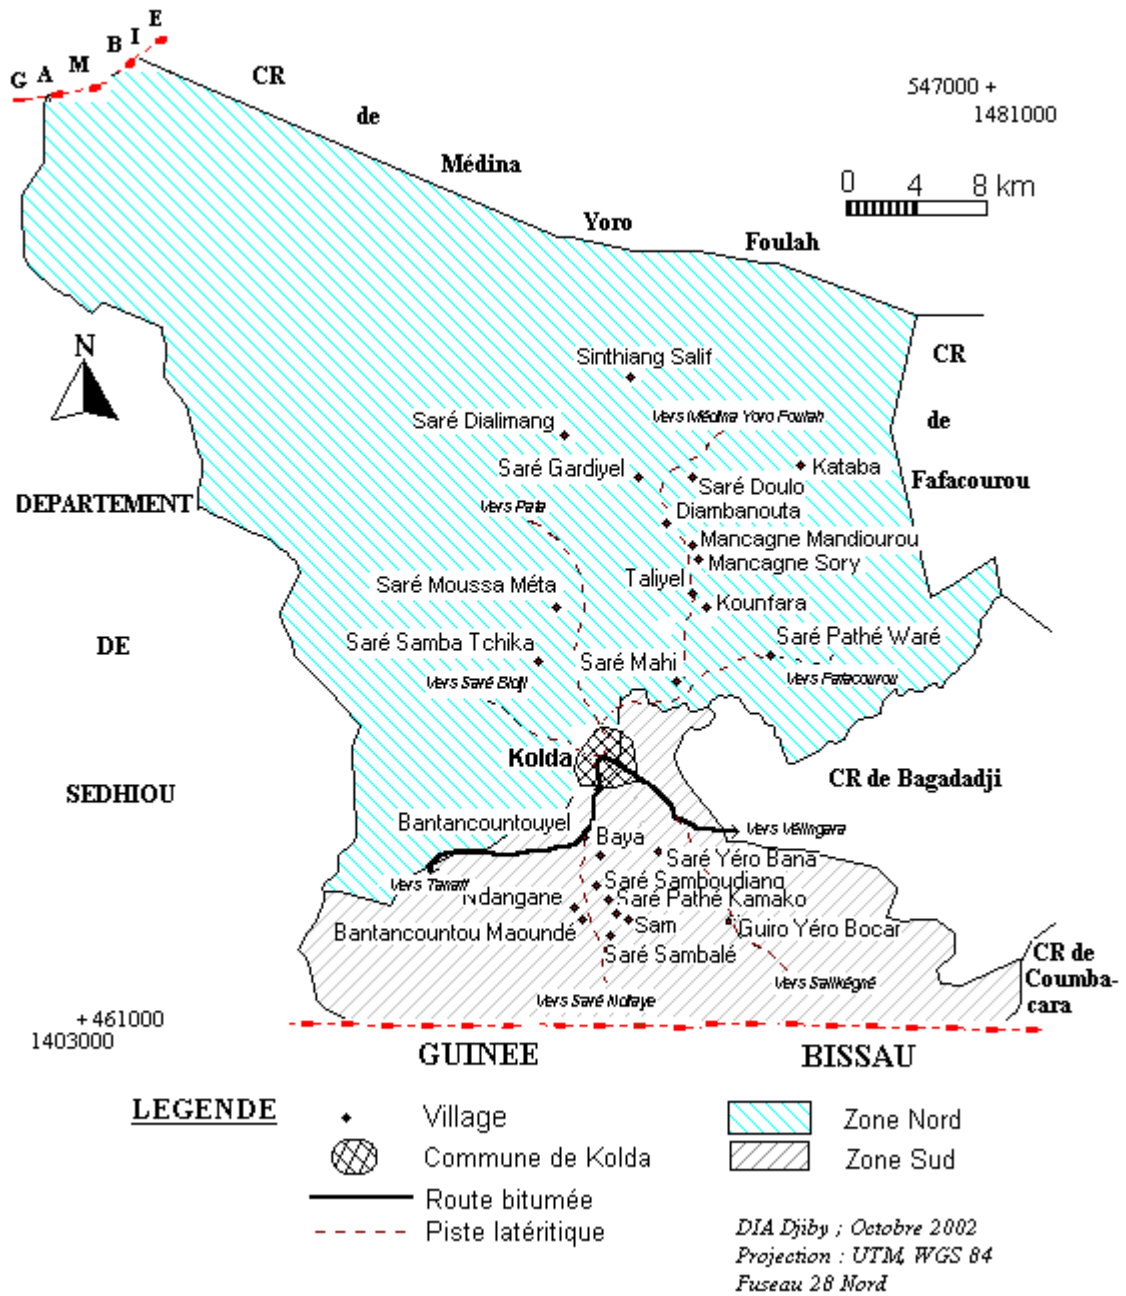 G A M B I E
CR
de
Médina
Yoro
Foulah
547000 +
1481000
0 4 8 km
N
CR
de
Fafacourou
Sinthiang Salif
Vers Médina Yoro Foulah
Saré Dialimang
Saré Gardiyel
Kataba
Saré Doulo
Vers Pata
Diambanouta
DEPARTEMENT
DE
SEDHIOU
Mancagne Mandiourou
Mancagne Sory
Taliyel
Saré Moussa Méta
Kounfara
Saré Samba Tchika
Saré Pathé Waré
Saré Mahi
Vers Saré Bidji
Vers Fafacourou
Kolda
CR de Bagadadji
Bantancountouyel
Vers Vélingara
Baya
Saré Yéro Bana
Vers Tanaff
Saré Samboudiang
Ndangane
Saré Pathé Kamako
Bantancountou Maoundé
Sam
Guiro Yéro Bocar
Saré Sambalé
CR de
Coumba-
cara
Vers Salikégné
Vers Saré Ndiaye
+ 461000
1403000
GUINEE BISSAU
LEGENDE
Village
Commune de Kolda
Route bitumée
Piste latéritique
Zone Nord
Zone Sud
DIA Djiby ; Octobre 2002
Projection : UTM, WGS 84
Fuseau 28 Nord